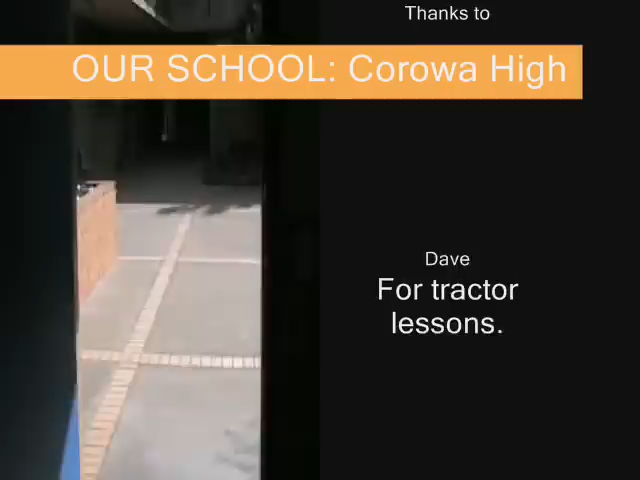 Thanks to
OUR SCHOOL: Corowa High
Dave
For tractor
lessons.